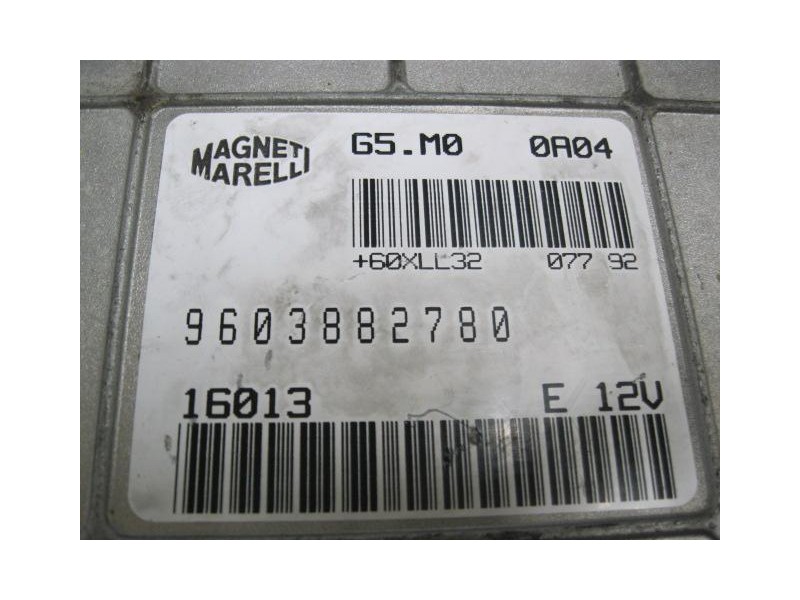 MAGNETI MARELLI
G5.M0 0A04
+60XLL32 077 92
9603882780
16013 E 12V